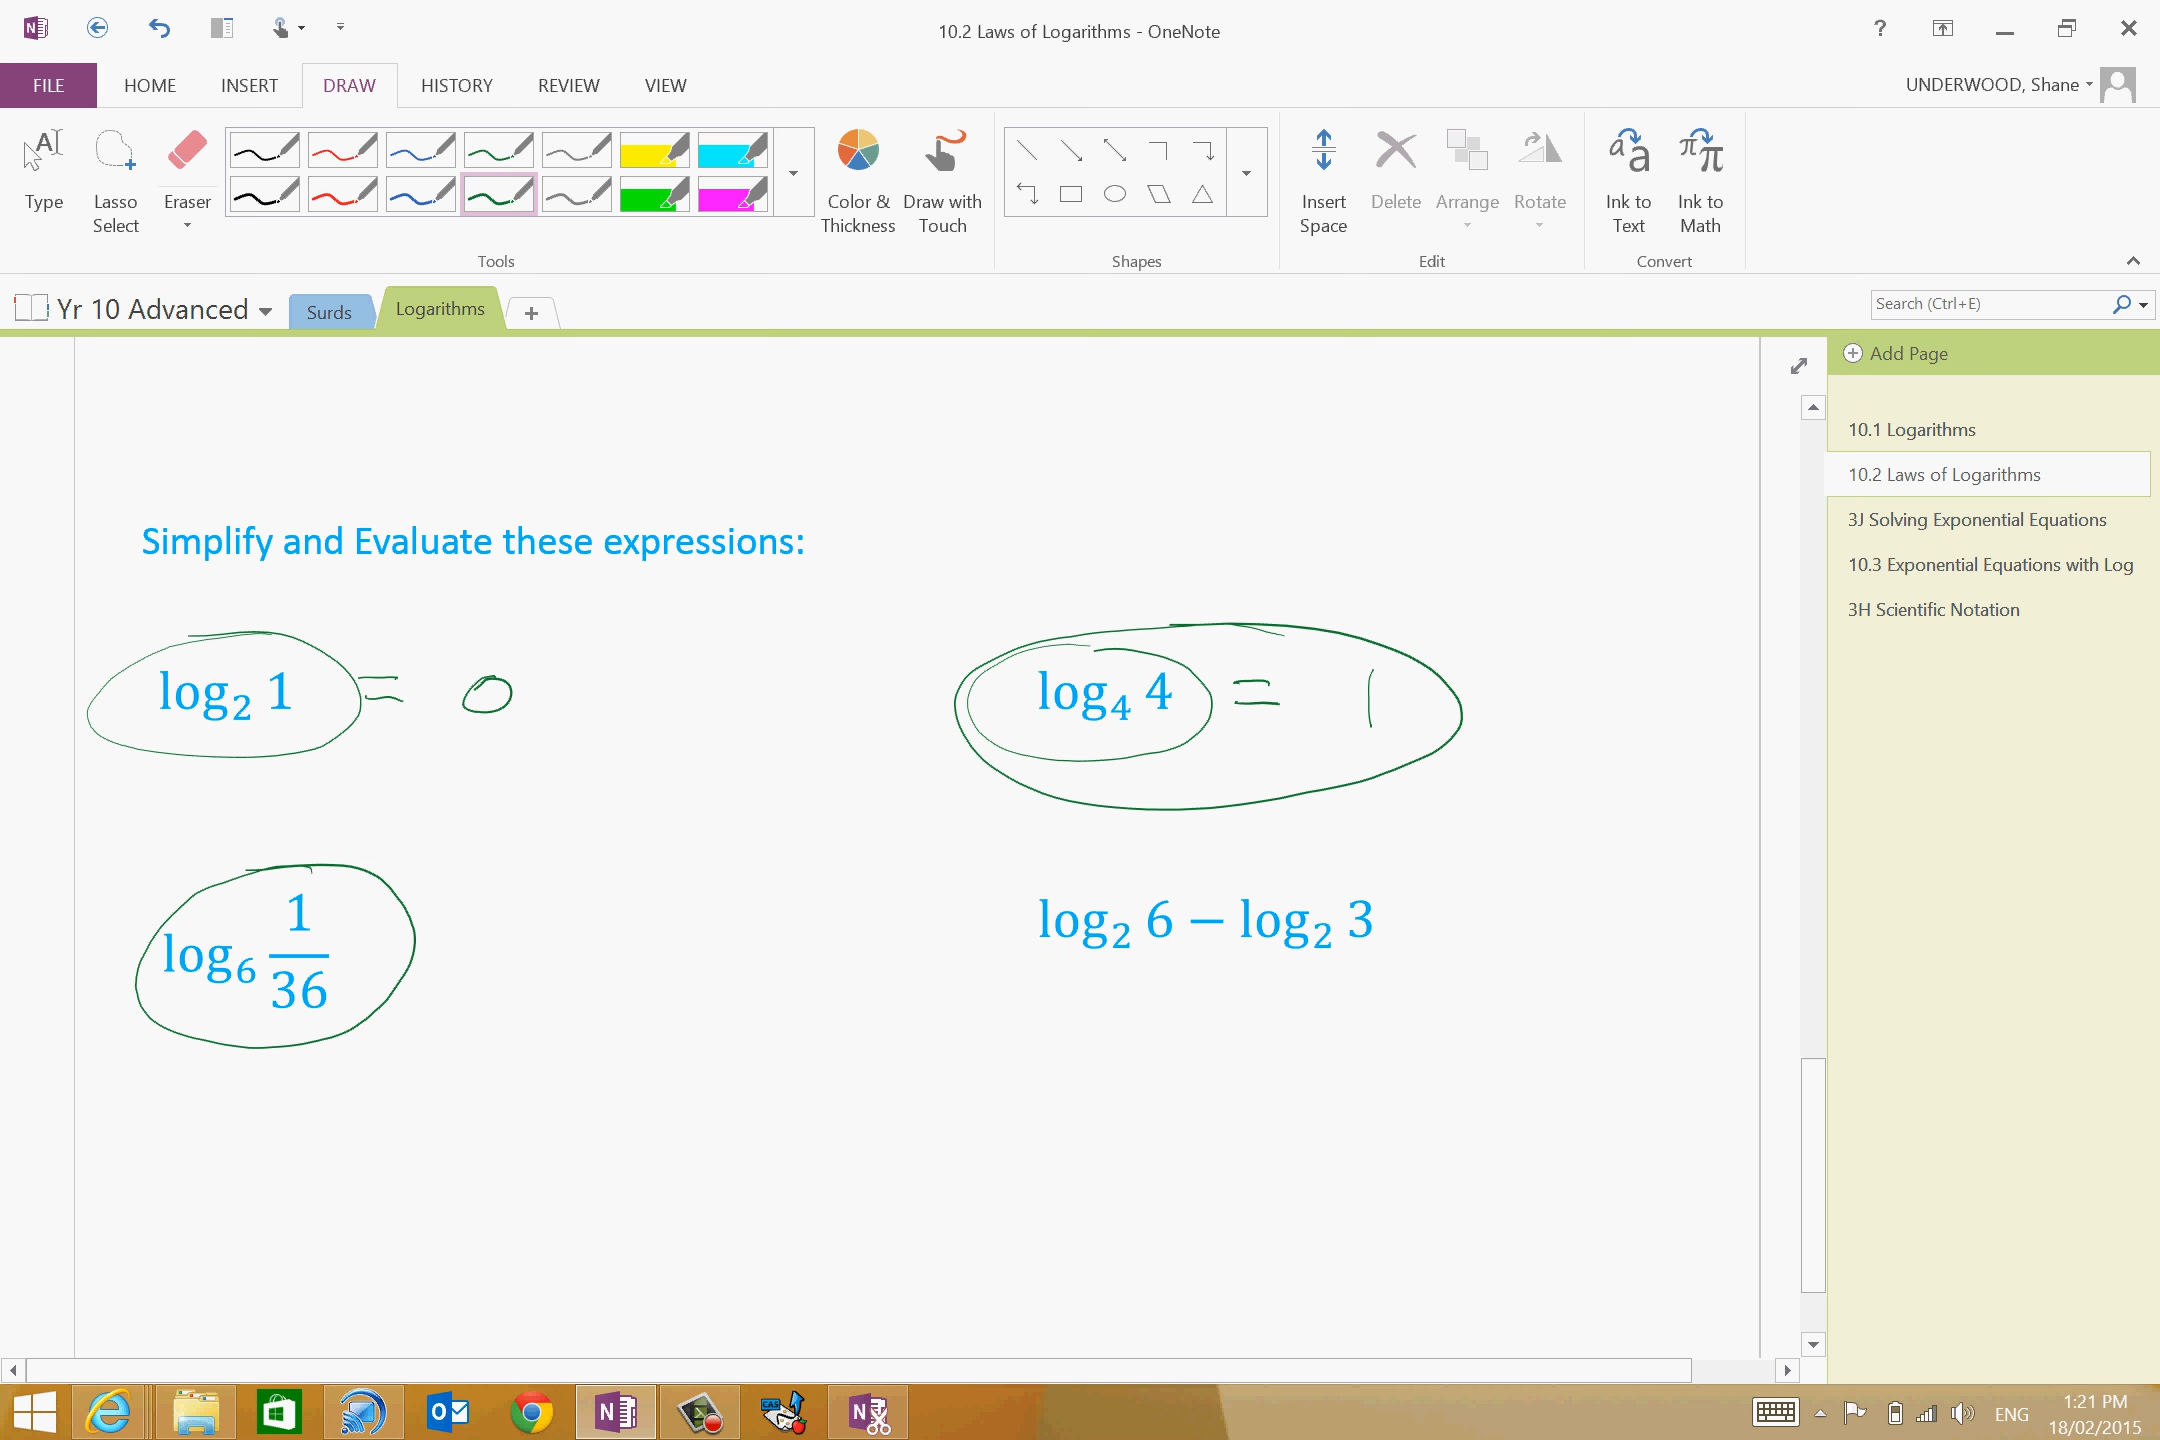 10.2 Laws of Logarithms - OneNote
?
FILE HOME INSERT DRAW HISTORY REVIEW VIEW
UNDERWOOD, Shane
Type
Lasso Select
Eraser
Color & Thickness
Draw with Touch
Insert Space
Delete
Arrange
Rotate
Ink to Text
Ink to Math
Tools
Shapes
Edit
Convert
Yr 10 Advanced
Surds
Logarithms
+
Search (Ctrl+E)
Add Page
10.1 Logarithms
10.2 Laws of Logarithms
3J Solving Exponential Equations
10.3 Exponential Equations with Log
3H Scientific Notation
Simplify and Evaluate these expressions:
log₂ 1 = 0
log₄ 4 = 1
log₆ 1/36
log₂ 6 − log₂ 3
ENG
1:21 PM
18/02/2015